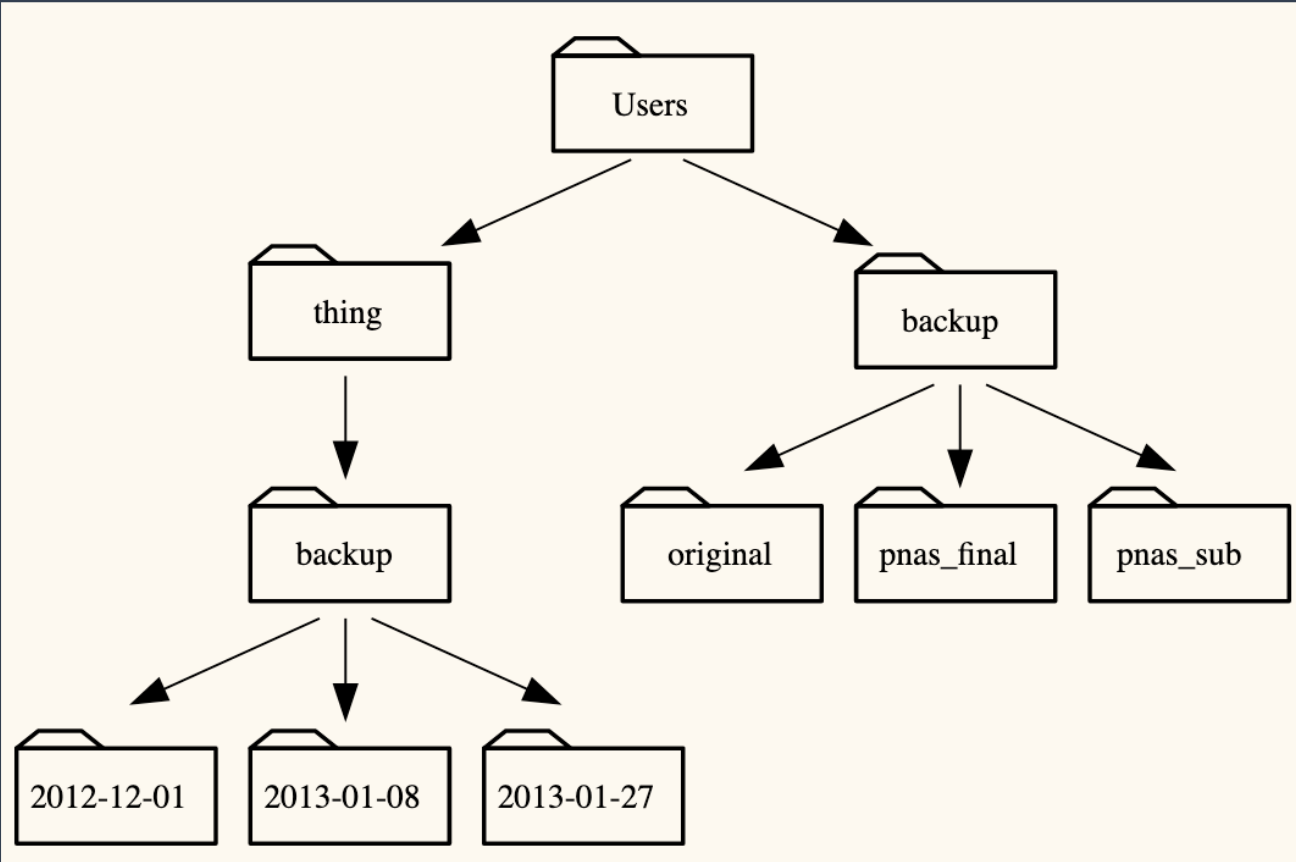 Users
thing
backup
backup
original
pnas_final
pnas_sub
2012-12-01
2013-01-08
2013-01-27